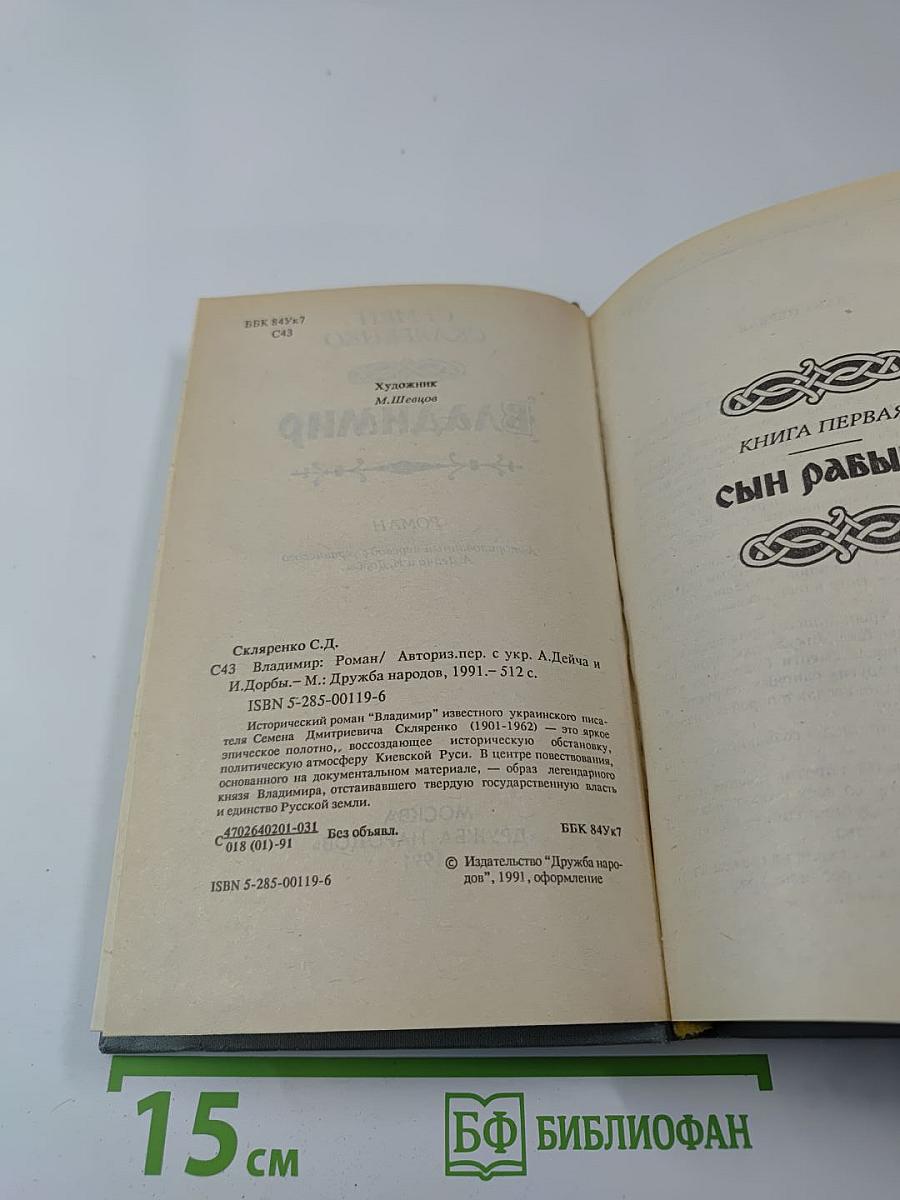 ББК 84Ук7
С43
Художник
М.Шевцов
Скляренко С.Д.
С43 Владимир: Роман/ Авториз.пер. с укр. А.Дейча и
И.Дорбы.– М.: Дружба народов, 1991.– 512 с.
ISBN 5-285-00119-6
Исторический роман "Владимир" известного украинского писа-
теля Семена Дмитриевича Скляренко (1901-1962) — это яркое
эпическое полотно,, воссоздающее историческую обстановку,
политическую атмосферу Киевской Руси. В центре повествования,
основанного на документальном материале, — образ легендарного
князя Владимира, отстаивавшего твердую государственную власть
и единство Русской земли.
С 4702640201-031 Без объявл.
018 (01)-91
ББК 84Ук7
ISBN 5-285-00119-6
© Издательство "Дружба наро-
дов", 1991, оформление
КНИГА ПЕРВАЯ
СЫН РАБЫ
15 см
БФ БИБЛИОФАН